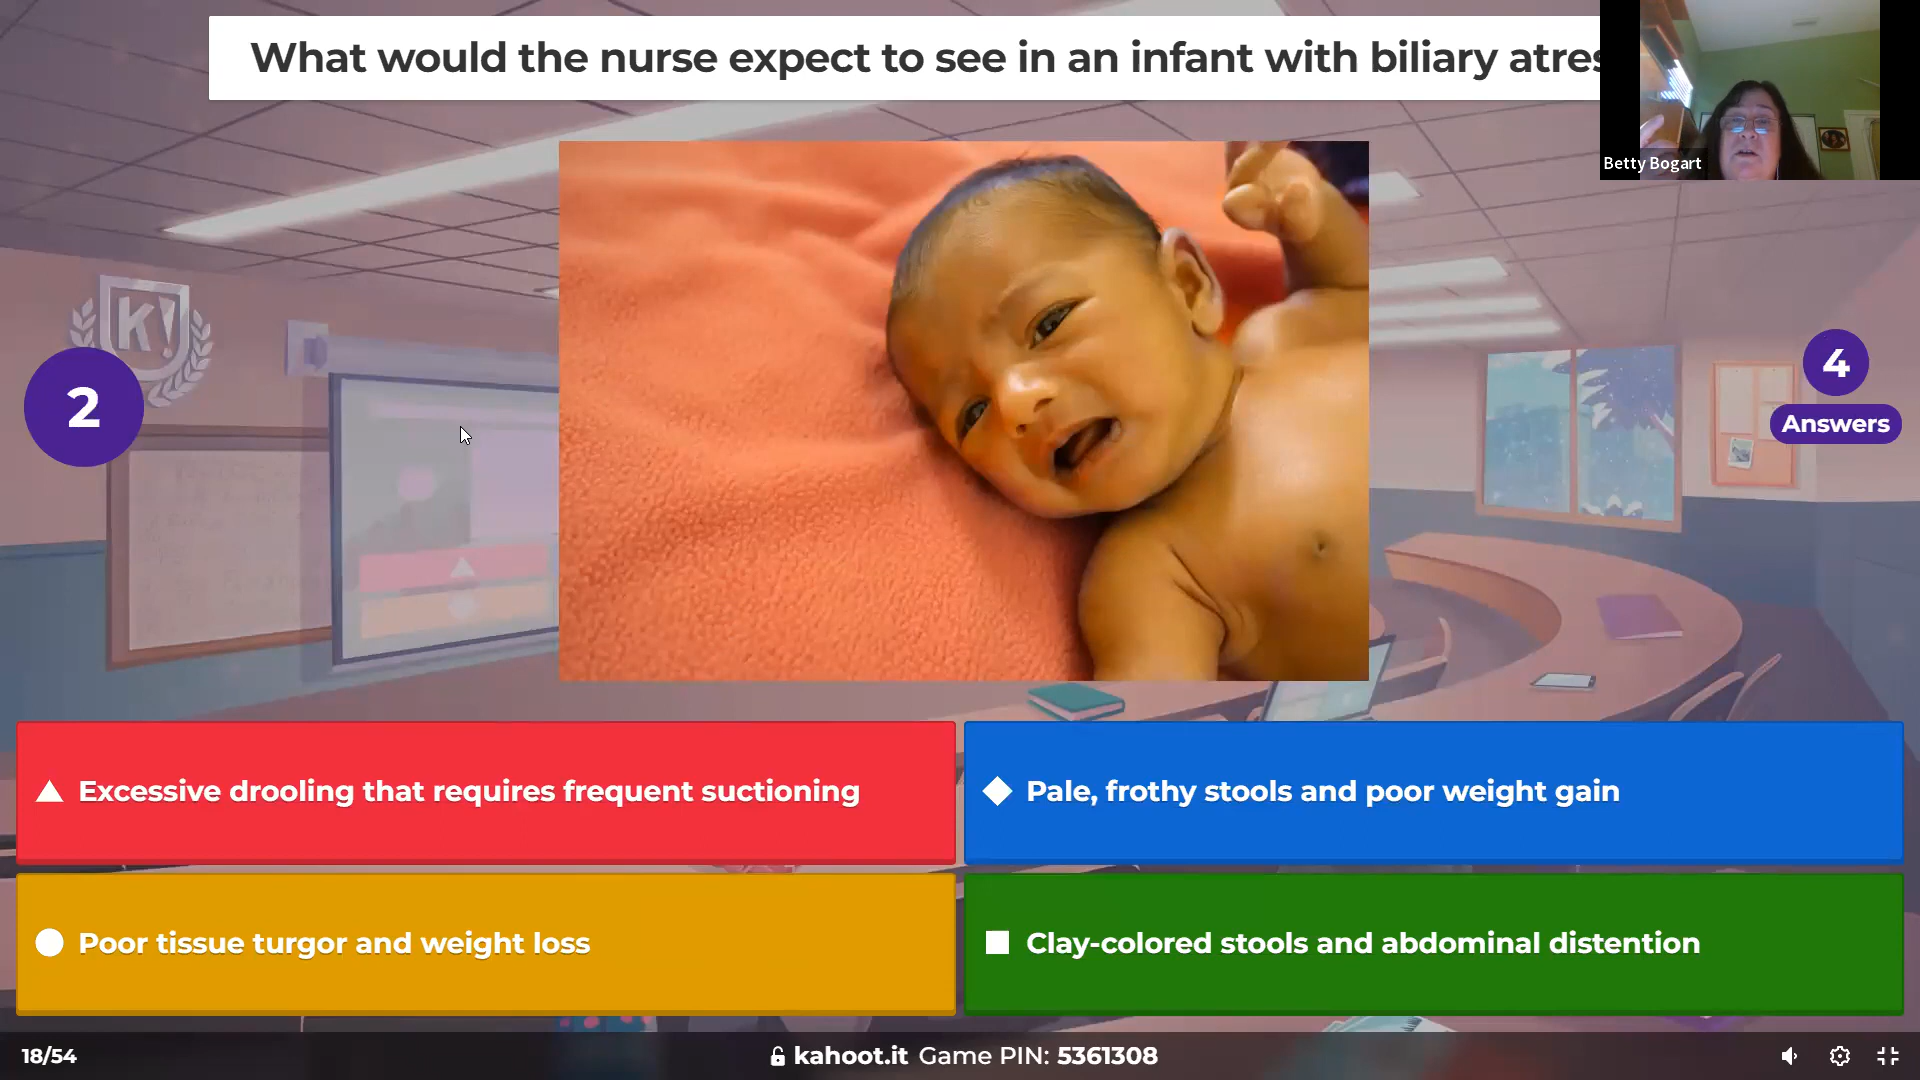 What would the nurse expect to see in an infant with biliary
Betty Bogart
K!
2
4
Answers
Excessive drooling that requires frequent suctioning
Pale, frothy stools and poor weight gain
Poor tissue turgor and weight loss
Clay-colored stools and abdominal distention
18/54
kahoot.it Game PIN: 5361308